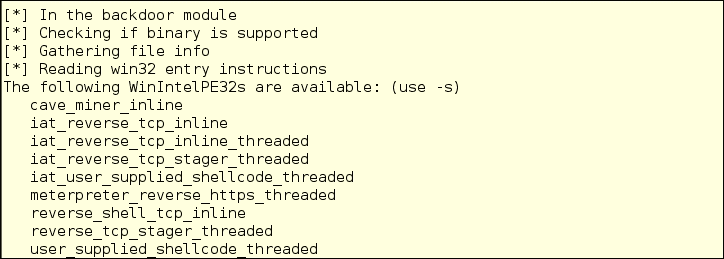 [*] In the backdoor module
[*] Checking if binary is supported
[*] Gathering file info
[*] Reading win32 entry instructions
The following WinIntelPE32s are available: (use -s)
   cave_miner_inline
   iat_reverse_tcp_inline
   iat_reverse_tcp_inline_threaded
   iat_reverse_tcp_stager_threaded
   iat_user_supplied_shellcode_threaded
   meterpreter_reverse_https_threaded
   reverse_shell_tcp_inline
   reverse_tcp_stager_threaded
   user_supplied_shellcode_threaded